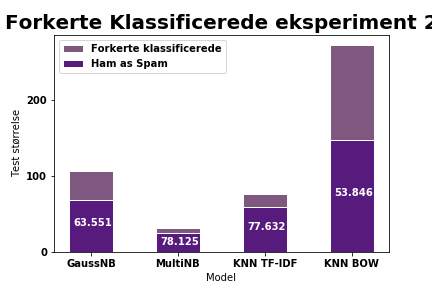 Forkerte Klassificerede eksperiment 2
Forkerte klassificerede
Ham as Spam
Test størrelse
200
100
0
63.551
78.125
77.632
53.846
GaussNB
MultiNB
KNN TF-IDF
KNN BOW
Model